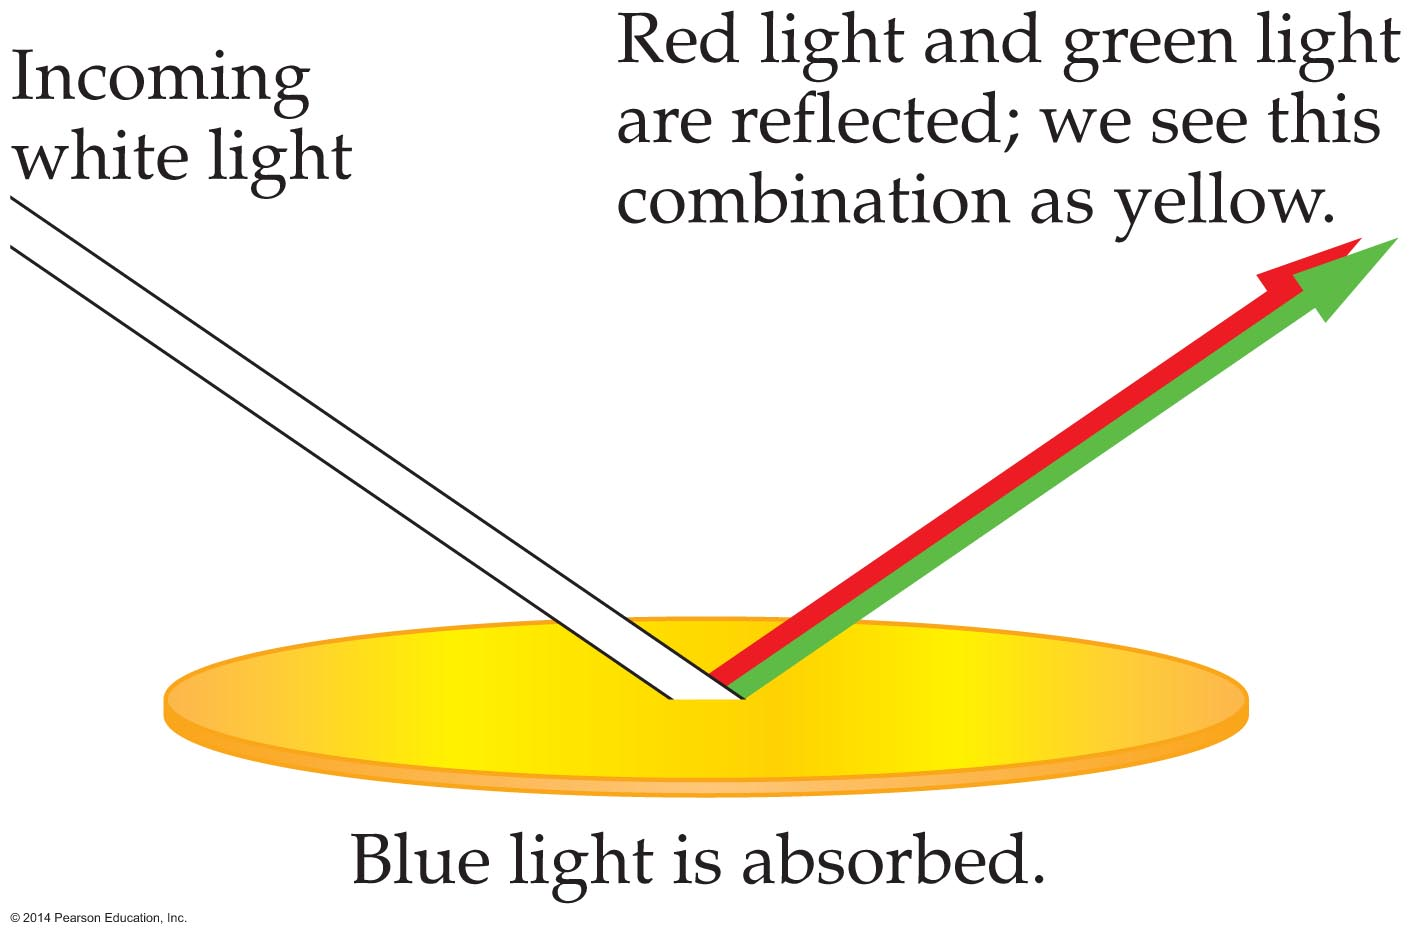 Incoming
white light
Red light and green light
are reflected; we see this
combination as yellow.
Blue light is absorbed.
© 2014 Pearson Education, Inc.